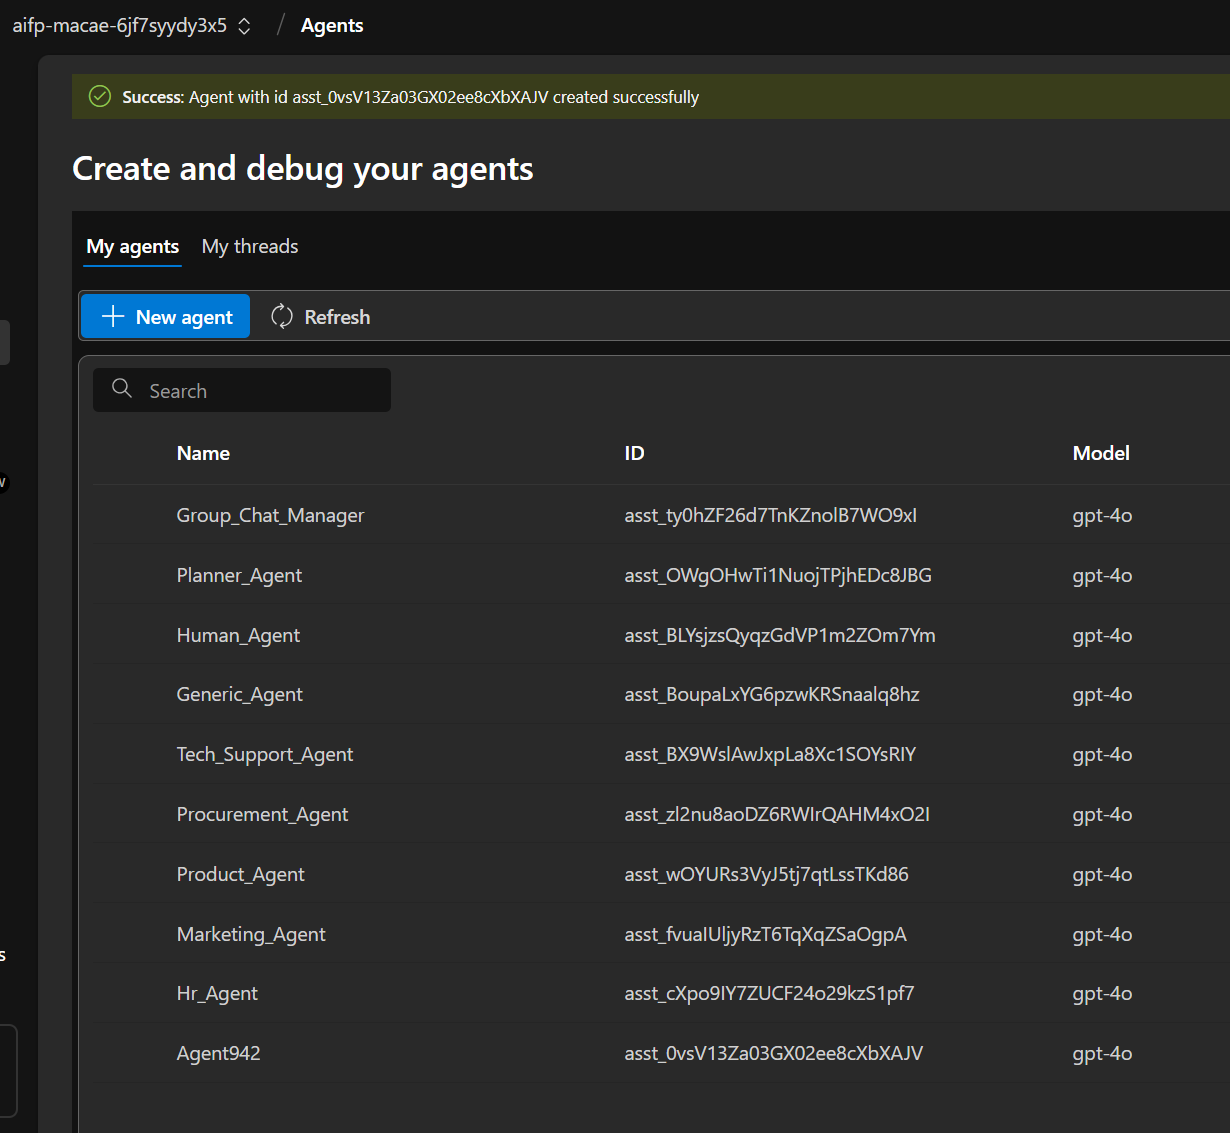 aifp-macae-6jf7syydy3x5 / Agents
Success: Agent with id asst_0vsV13Za03GX02ee8cXbXAJV created successfully
Create and debug your agents
My agents My threads
New agent Refresh
Search
Name ID Model
Group_Chat_Manager asst_ty0hZF26d7TnKZnolB7WO9xI gpt-4o
Planner_Agent asst_OWgOHwTi1NuojTPjhEDc8JBG gpt-4o
Human_Agent asst_BLYsjzsQyqzGdVP1m2ZOm7Ym gpt-4o
Generic_Agent asst_BoupaLxYG6pzwKRSnaalq8hz gpt-4o
Tech_Support_Agent asst_BX9WslAwJxpLa8Xc1SOYsRIY gpt-4o
Procurement_Agent asst_zl2nu8aoDZ6RWIrQAHM4xO2I gpt-4o
Product_Agent asst_wOYURs3VyJ5tj7qtLssTKd86 gpt-4o
Marketing_Agent asst_fvuaIUljyRzT6TqXqZSaOgpA gpt-4o
Hr_Agent asst_cXpo9IY7ZUCF24o29kzS1pf7 gpt-4o
Agent942 asst_0vsV13Za03GX02ee8cXbXAJV gpt-4o